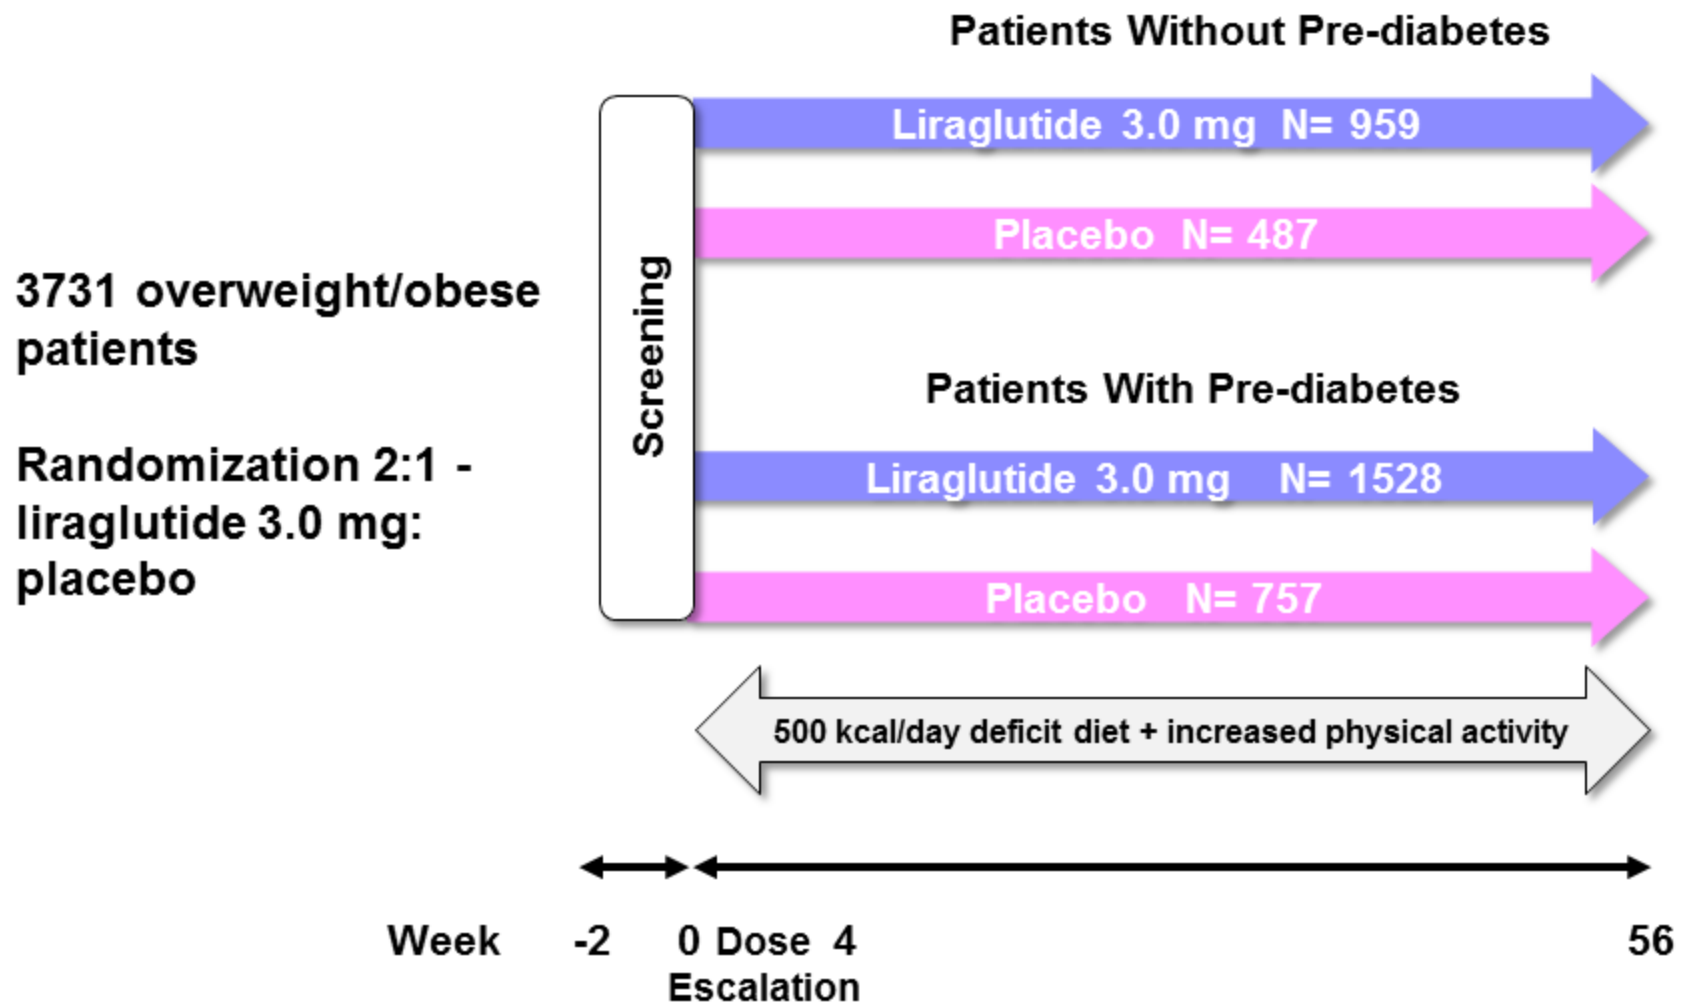 Patients Without Pre-diabetes
Liraglutide 3.0 mg N= 959
Placebo N= 487
3731 overweight/obese
patients
Screening
Patients With Pre-diabetes
Randomization 2:1 -
liraglutide 3.0 mg:
placebo
Liraglutide 3.0 mg N= 1528
Placebo N= 757
500 kcal/day deficit diet + increased physical activity
Week -2 0 Dose 4 56
Escalation